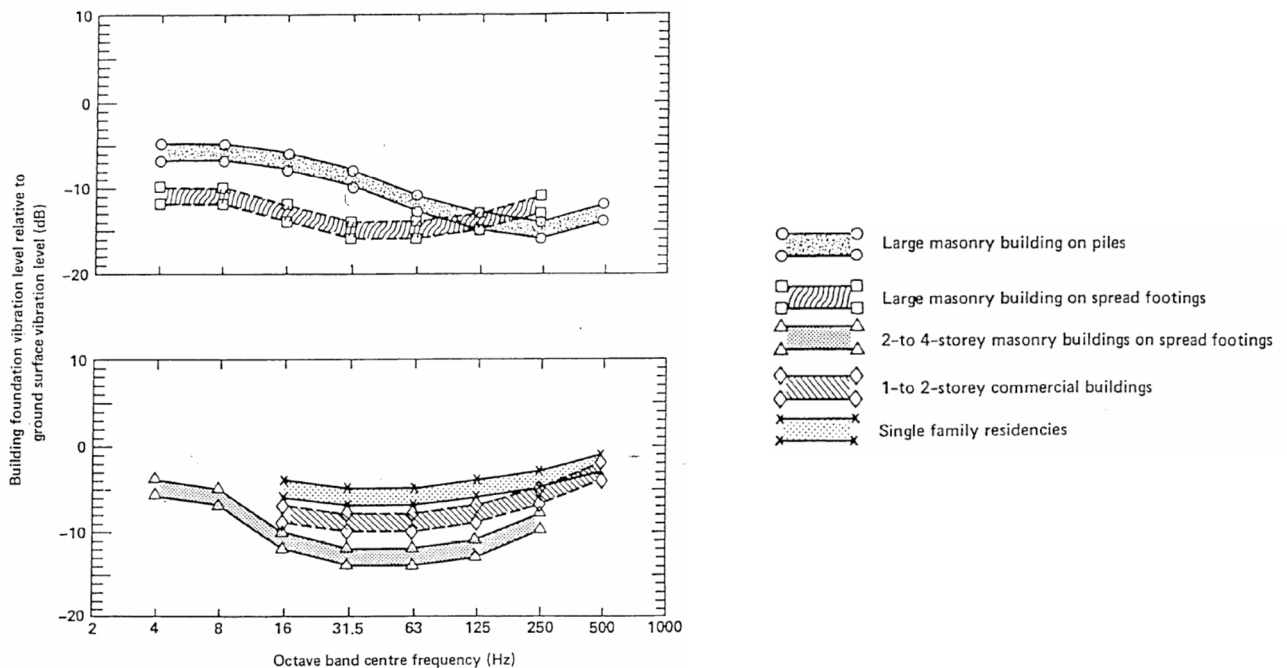 Building foundation vibration level relative to
ground surface vibration level (dB)
10
0
−10
−20
10
0
−10
−20
2
4
8
16
31.5
63
125
250
500
1000
Octave band centre frequency (Hz)
Large masonry building on piles
Large masonry building on spread footings
2-to 4-storey masonry buildings on spread footings
1-to 2-storey commercial buildings
Single family residencies